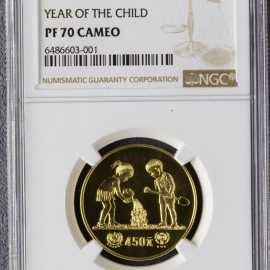 YEAR OF THE CHILD
PF 70 CAMEO
6486603-001
NUMISMATIC GUARANTY CORPORATION
NGC
450元